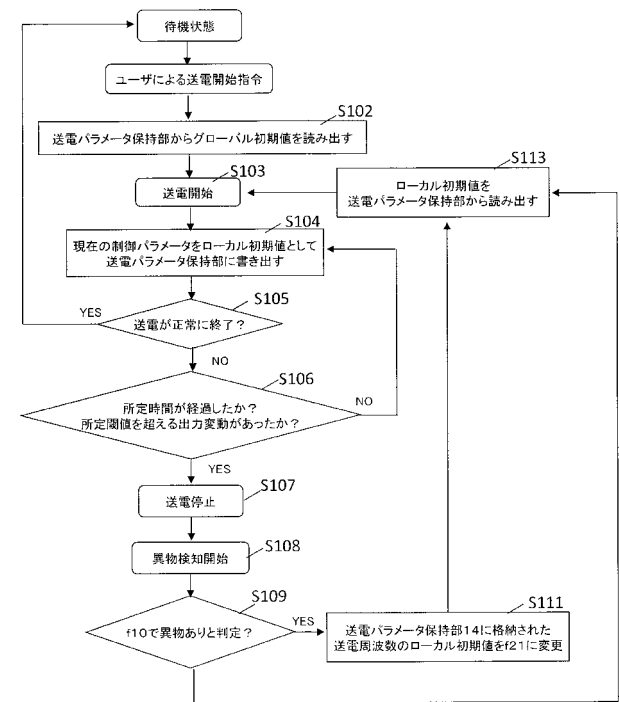 待機状態
ユーザによる送電開始指令
S102
送電パラメータ保持部からグローバル初期値を読み出す
S103
送電開始
S113
ローカル初期値を
送電パラメータ保持部から読み出す
S104
現在の制御パラメータをローカル初期値として
送電パラメータ保持部に書き出す
S105
YES
送電が正常に終了？
NO
S106
所定時間が経過したか？
所定閾値を超える出力変動があったか？
NO
YES
S107
送電停止
S108
異物検知開始
S109
f10で異物ありと判定？
YES
S111
送電パラメータ保持部14に格納された
送電周波数のローカル初期値をf21に変更